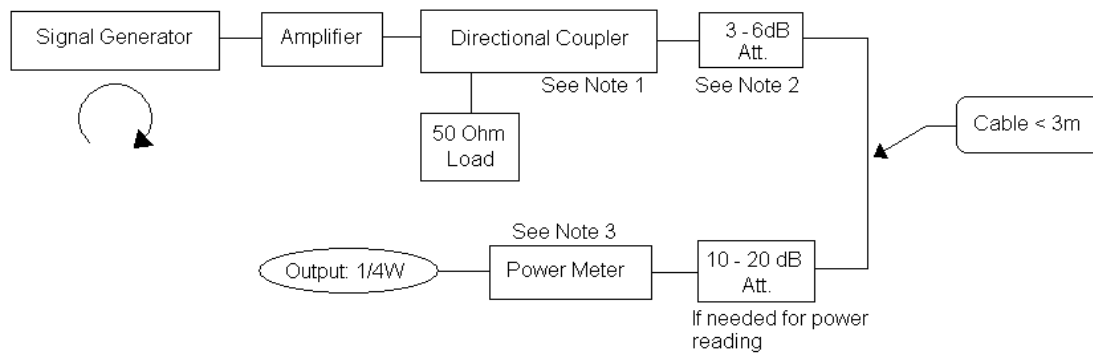 Signal Generator
Amplifier
Directional Coupler
3 - 6dB
Att.
See Note 1
See Note 2
50 Ohm
Load
Cable < 3m
See Note 3
Output: 1/4W
Power Meter
10 - 20 dB
Att.
If needed for power
reading